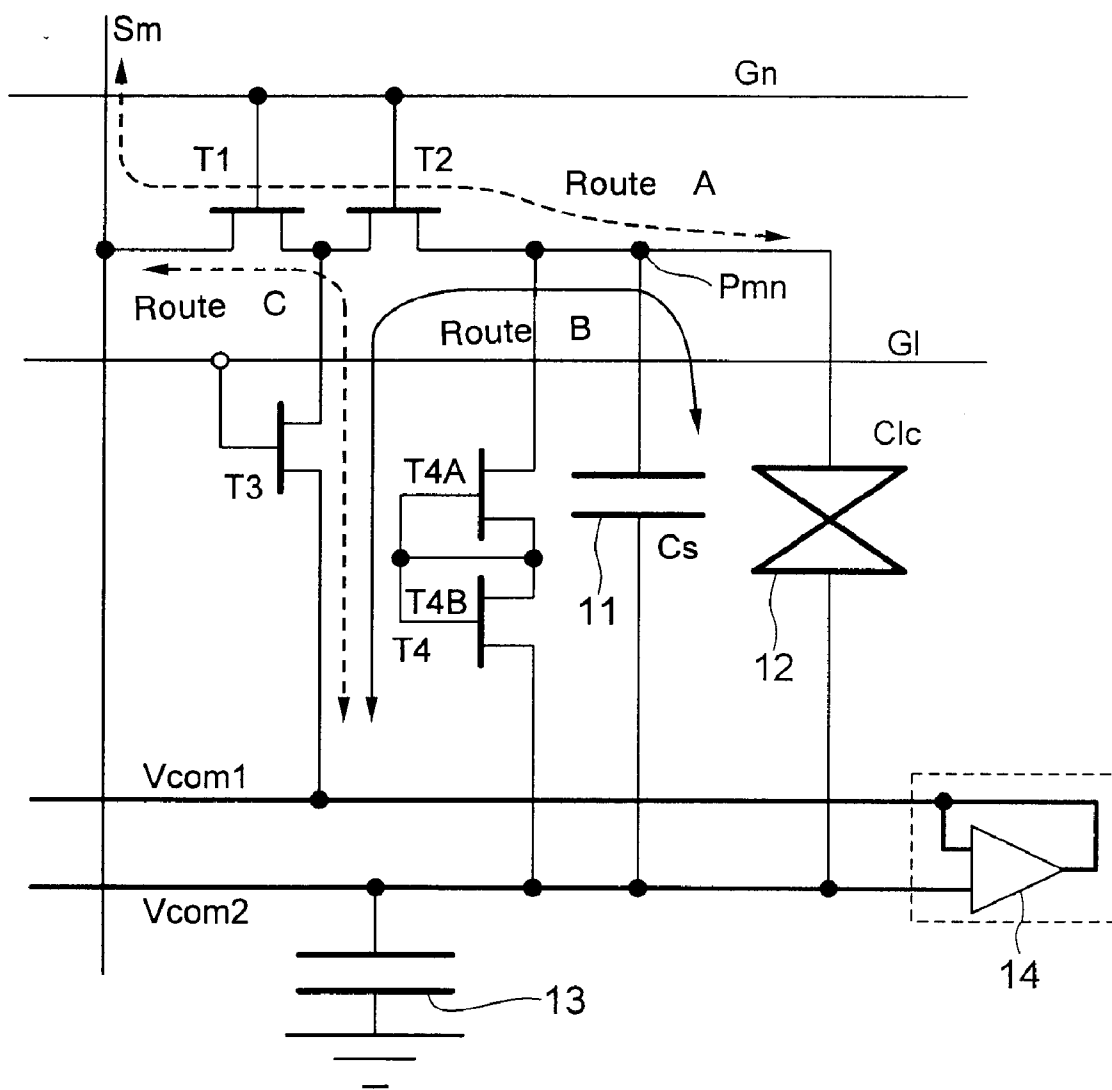 Sm
Gn
T1
T2
Route A
Pmn
Route C
Route B
Gl
Clc
T3
T4A
Cs
11
T4B
T4
12
Vcom1
Vcom2
14
13